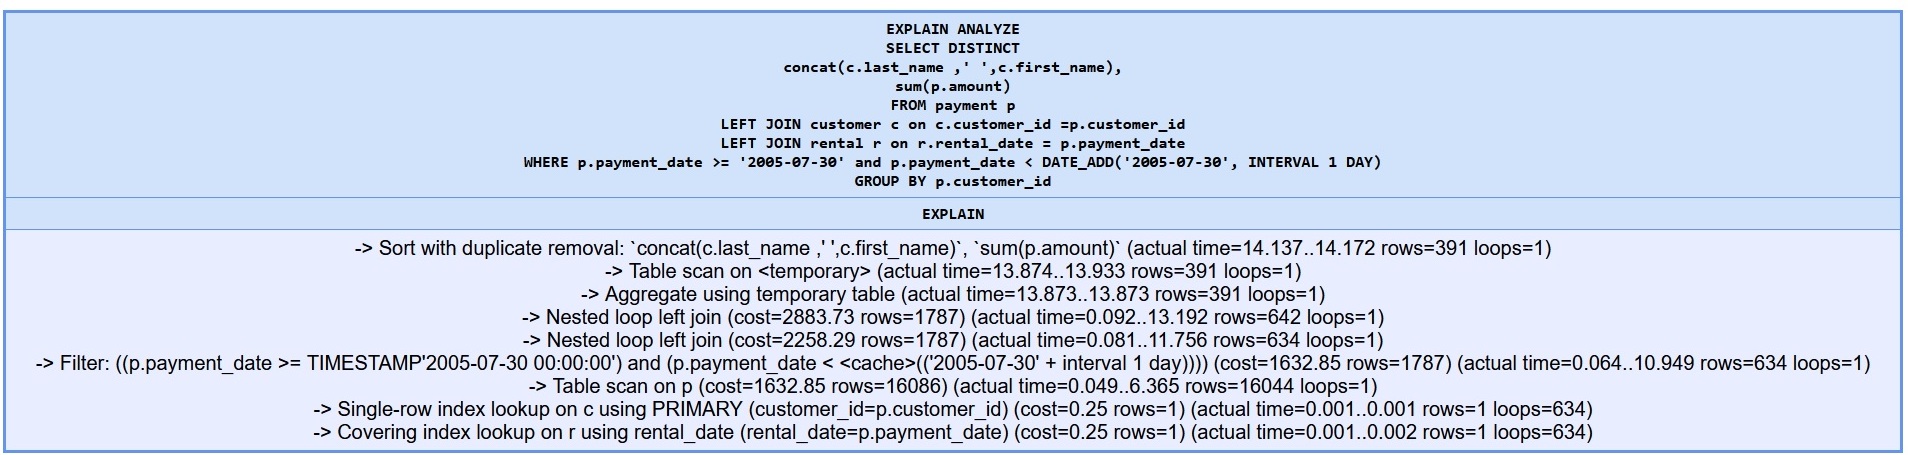 EXPLAIN ANALYZE
SELECT DISTINCT
concat(c.last_name ,' ',c.first_name),
sum(p.amount)
FROM payment p
LEFT JOIN customer c on c.customer_id =p.customer_id
LEFT JOIN rental r on r.rental_date = p.payment_date
WHERE p.payment_date >= '2005-07-30' and p.payment_date < DATE_ADD('2005-07-30', INTERVAL 1 DAY)
GROUP BY p.customer_id
EXPLAIN
-> Sort with duplicate removal: `concat(c.last_name ,' ',c.first_name)`, `sum(p.amount)` (actual time=14.137..14.172 rows=391 loops=1)
-> Table scan on <temporary> (actual time=13.874..13.933 rows=391 loops=1)
-> Aggregate using temporary table (actual time=13.873..13.873 rows=391 loops=1)
-> Nested loop left join (cost=2883.73 rows=1787) (actual time=0.092..13.192 rows=642 loops=1)
-> Nested loop left join (cost=2258.29 rows=1787) (actual time=0.081..11.756 rows=634 loops=1)
-> Filter: ((p.payment_date >= TIMESTAMP'2005-07-30 00:00:00') and (p.payment_date < <cache>(('2005-07-30' + interval 1 day)))) (cost=1632.85 rows=1787) (actual time=0.064..10.949 rows=634 loops=1)
-> Table scan on p (cost=1632.85 rows=16086) (actual time=0.049..6.365 rows=16044 loops=1)
-> Single-row index lookup on c using PRIMARY (customer_id=p.customer_id) (cost=0.25 rows=1) (actual time=0.001..0.001 rows=1 loops=634)
-> Covering index lookup on r using rental_date (rental_date=p.payment_date) (cost=0.25 rows=1) (actual time=0.001..0.002 rows=1 loops=634)